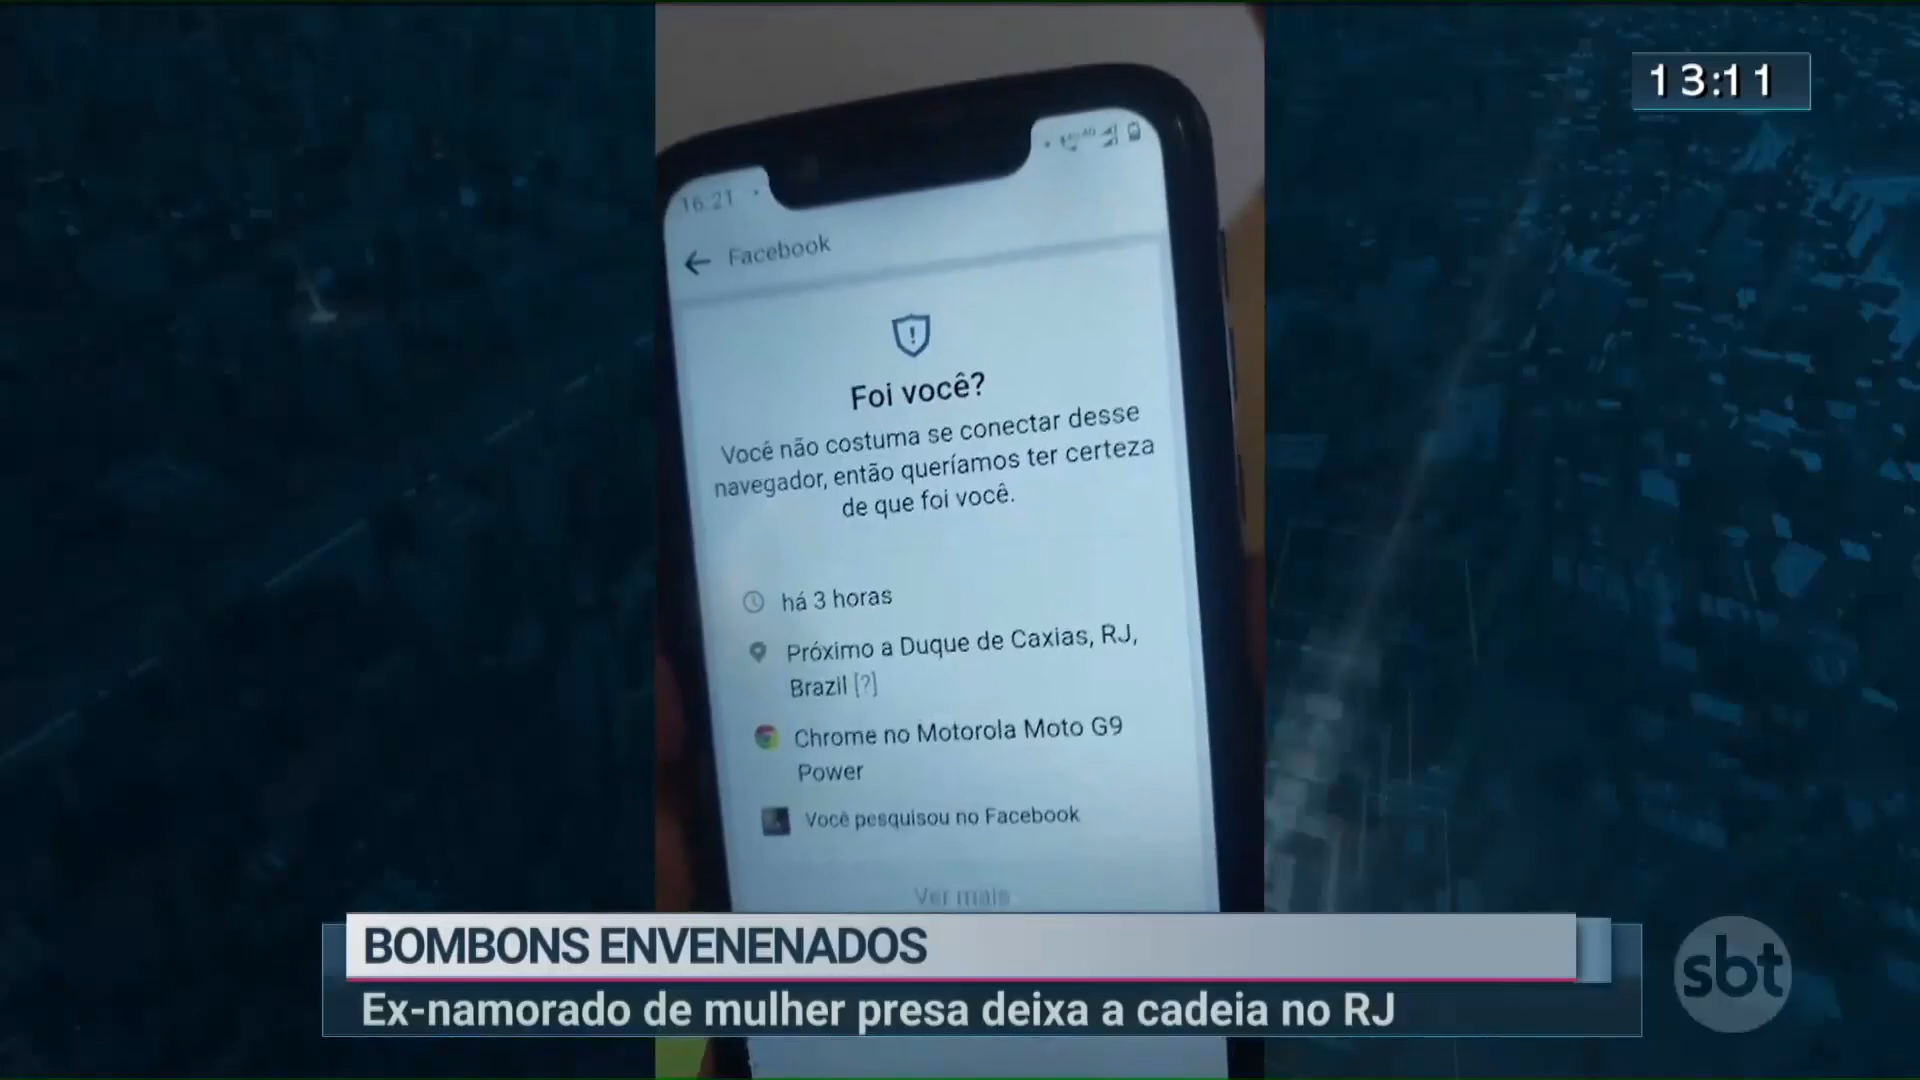 13:11
16:21
Facebook
Foi você?
Você não costuma se conectar desse
navegador, então queríamos ter certeza
de que foi você.
há 3 horas
Próximo a Duque de Caxias, RJ,
Brazil [?]
Chrome no Motorola Moto G9
Power
Você pesquisou no Facebook
Ver mais
BOMBONS ENVENENADOS
Ex-namorado de mulher presa deixa a cadeia no RJ
sbt